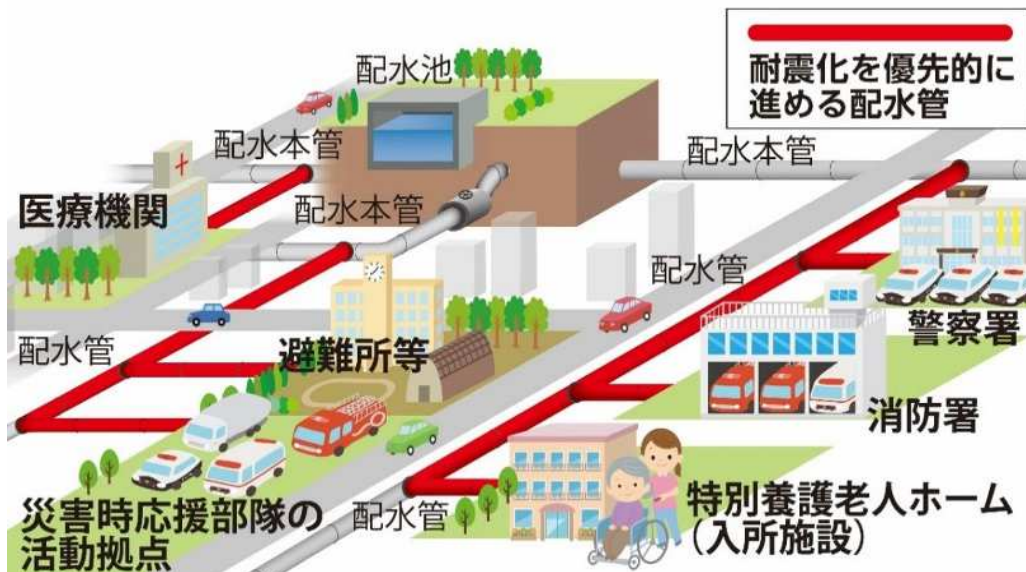 配水池
耐震化を優先的に
進める配水管
配水本管
配水本管
医療機関
配水本管
配水管
警察署
配水管
避難所等
消防署
災害時応援部隊の
活動拠点
配水管
特別養護老人ホーム
（入所施設）